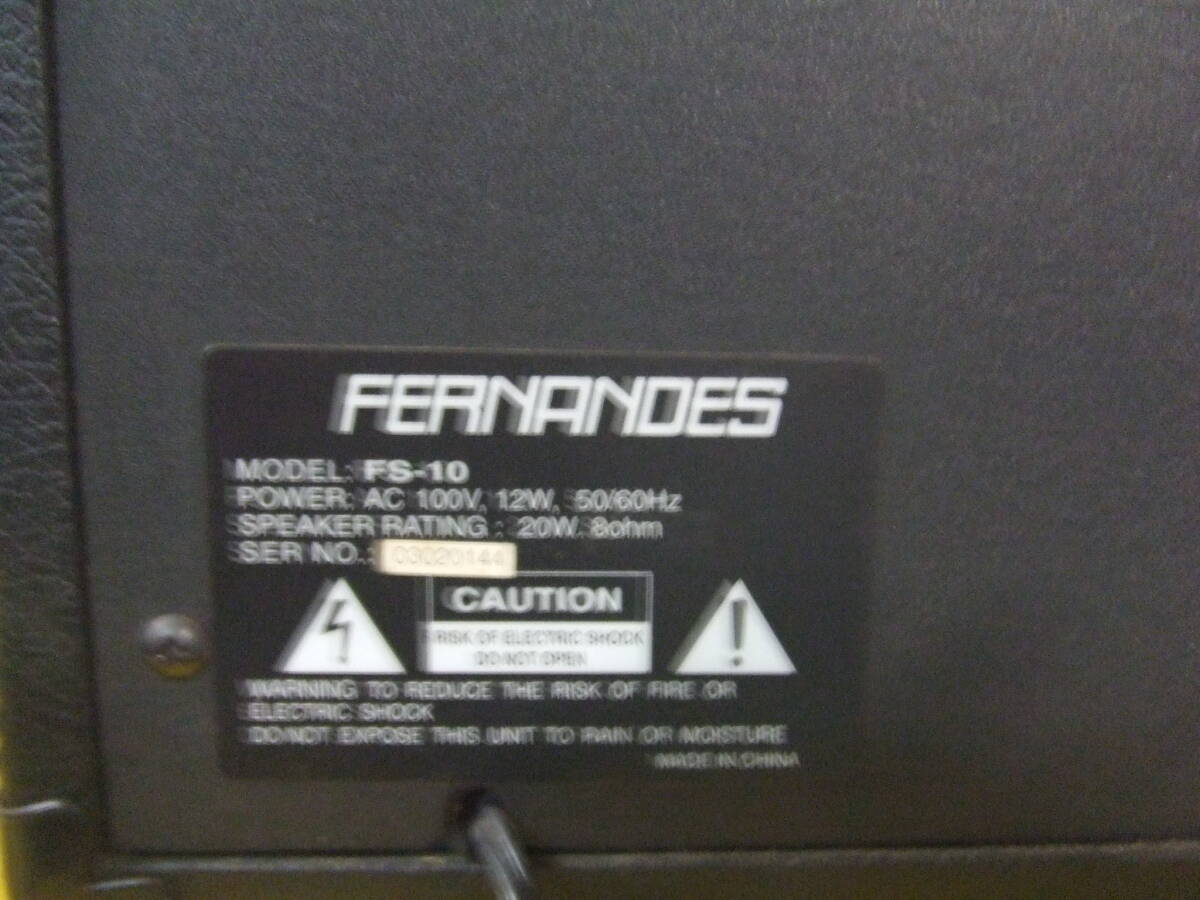 FERNANDES
MODEL: FS-10
POWER: AC 100V, 12W, 50/60Hz
SPEAKER RATING : 20W. 8ohm
SER NO.: 03020144
CAUTION
RISK OF ELECTRIC SHOCK
DO NOT OPEN
WARNING TO REDUCE THE RISK OF FIRE OR
ELECTRIC SHOCK
DO NOT EXPOSE THIS UNIT TO RAIN OR MOISTURE
MADE IN CHINA